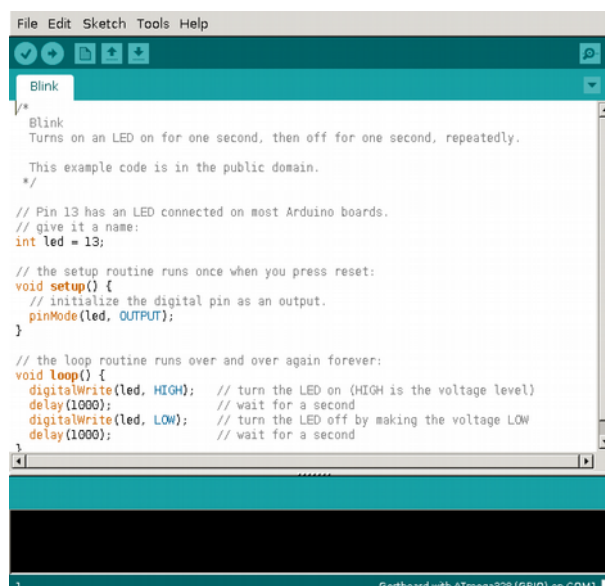 File Edit Sketch Tools Help
Blink
/*
  Blink
  Turns on an LED on for one second, then off for one second, repeatedly.

  This example code is in the public domain.
 */

// Pin 13 has an LED connected on most Arduino boards.
// give it a name:
int led = 13;

// the setup routine runs once when you press reset:
void setup() {
  // initialize the digital pin as an output.
  pinMode(led, OUTPUT);
}

// the loop routine runs over and over again forever:
void loop() {
  digitalWrite(led, HIGH);   // turn the LED on (HIGH is the voltage level)
  delay(1000);               // wait for a second
  digitalWrite(led, LOW);    // turn the LED off by making the voltage LOW
  delay(1000);               // wait for a second
}
1 with ATmega328 on COM1